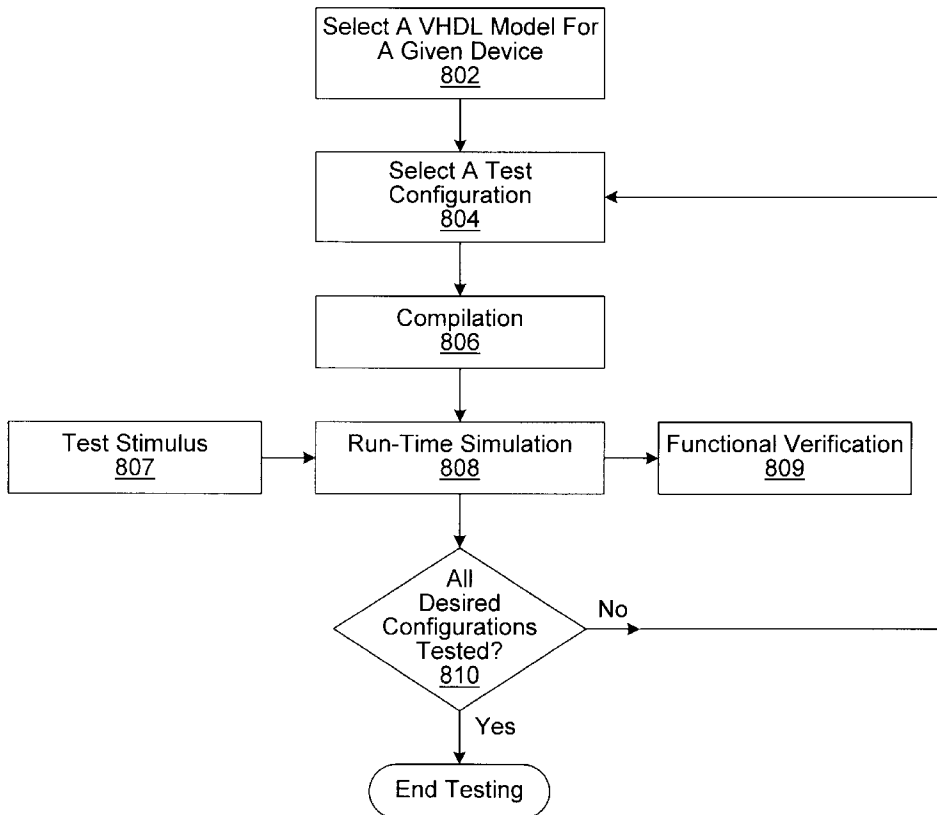 Select A VHDL Model For
A Given Device
802
Select A Test
Configuration
804
Compilation
806
Test Stimulus
807
Run-Time Simulation
808
Functional Verification
809
All
Desired
Configurations
Tested?
810
No
Yes
End Testing